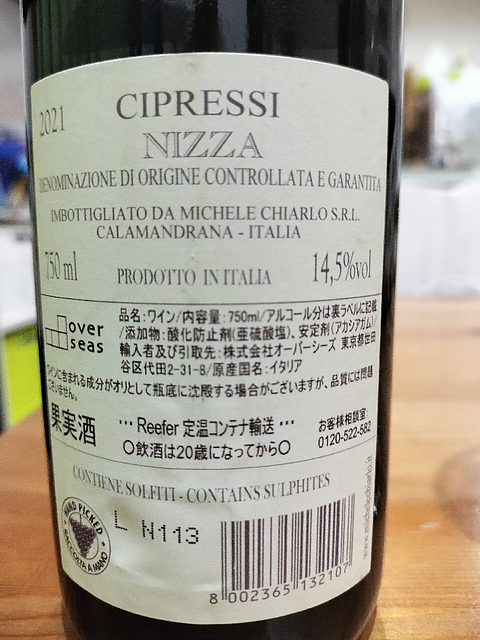 2021
CIPRESSI
NIZZA
DENOMINAZIONE DI ORIGINE CONTROLLATA E GARANTITA
IMBOTTIGLIATO DA MICHELE CHIARLO S.R.L.
CALAMANDRANA - ITALIA
750 ml PRODOTTO IN ITALIA 14,5%vol
over
seas
品名:ワイン/内容量:750ml/アルコール分は裏ラベルに記載
/添加物:酸化防止剤(亜硫酸塩)、安定剤(アカシアガム)/
輸入者及び引取先:株式会社オーバーシーズ 東京都世田
谷区代田2-31-8/原産国名:イタリア
ワインに含まれる成分がオリとして瓶底に沈殿する場合がございますが、品質には問題
ございません。
果実酒
··· Reefer 定温コンテナ輸送 ···
○飲酒は20歳になってから○
お客様相談室:
0120-522-582
CONTIENE SOLFITI - CONTAINS SULPHITES
HAND PICKED
RACCOLTA A MANO
L N113
8 002365 132107
www.michelechiarlo.it